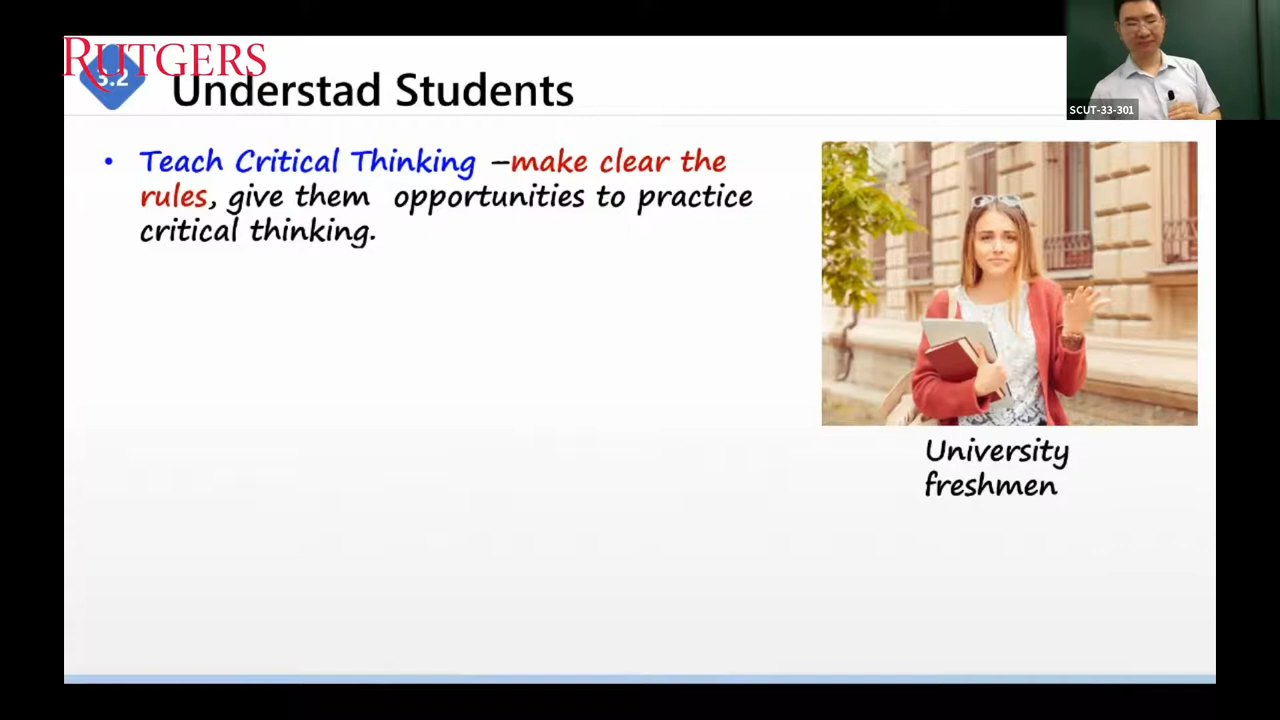 RUTGERS
3.2
Understad Students
SCUT-33-301
• Teach Critical Thinking –make clear the
rules, give them opportunities to practice
critical thinking.
University
freshmen